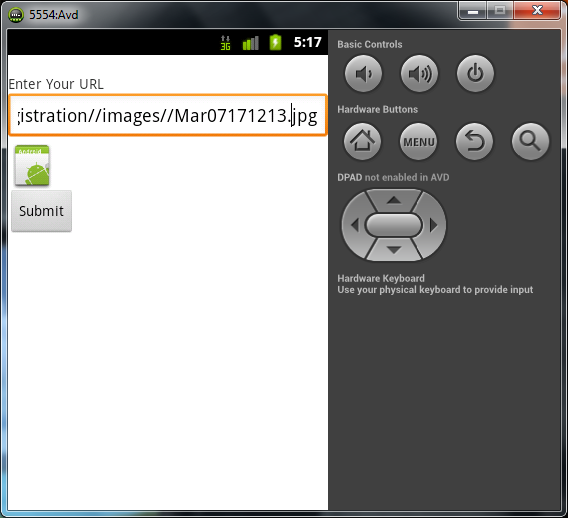 5554:Avd
3G 5:17
Enter Your URL
istration//images//Mar07171213.jpg
Android
Submit
Basic Controls
Hardware Buttons
MENU
DPAD not enabled in AVD
Hardware Keyboard
Use your physical keyboard to provide input